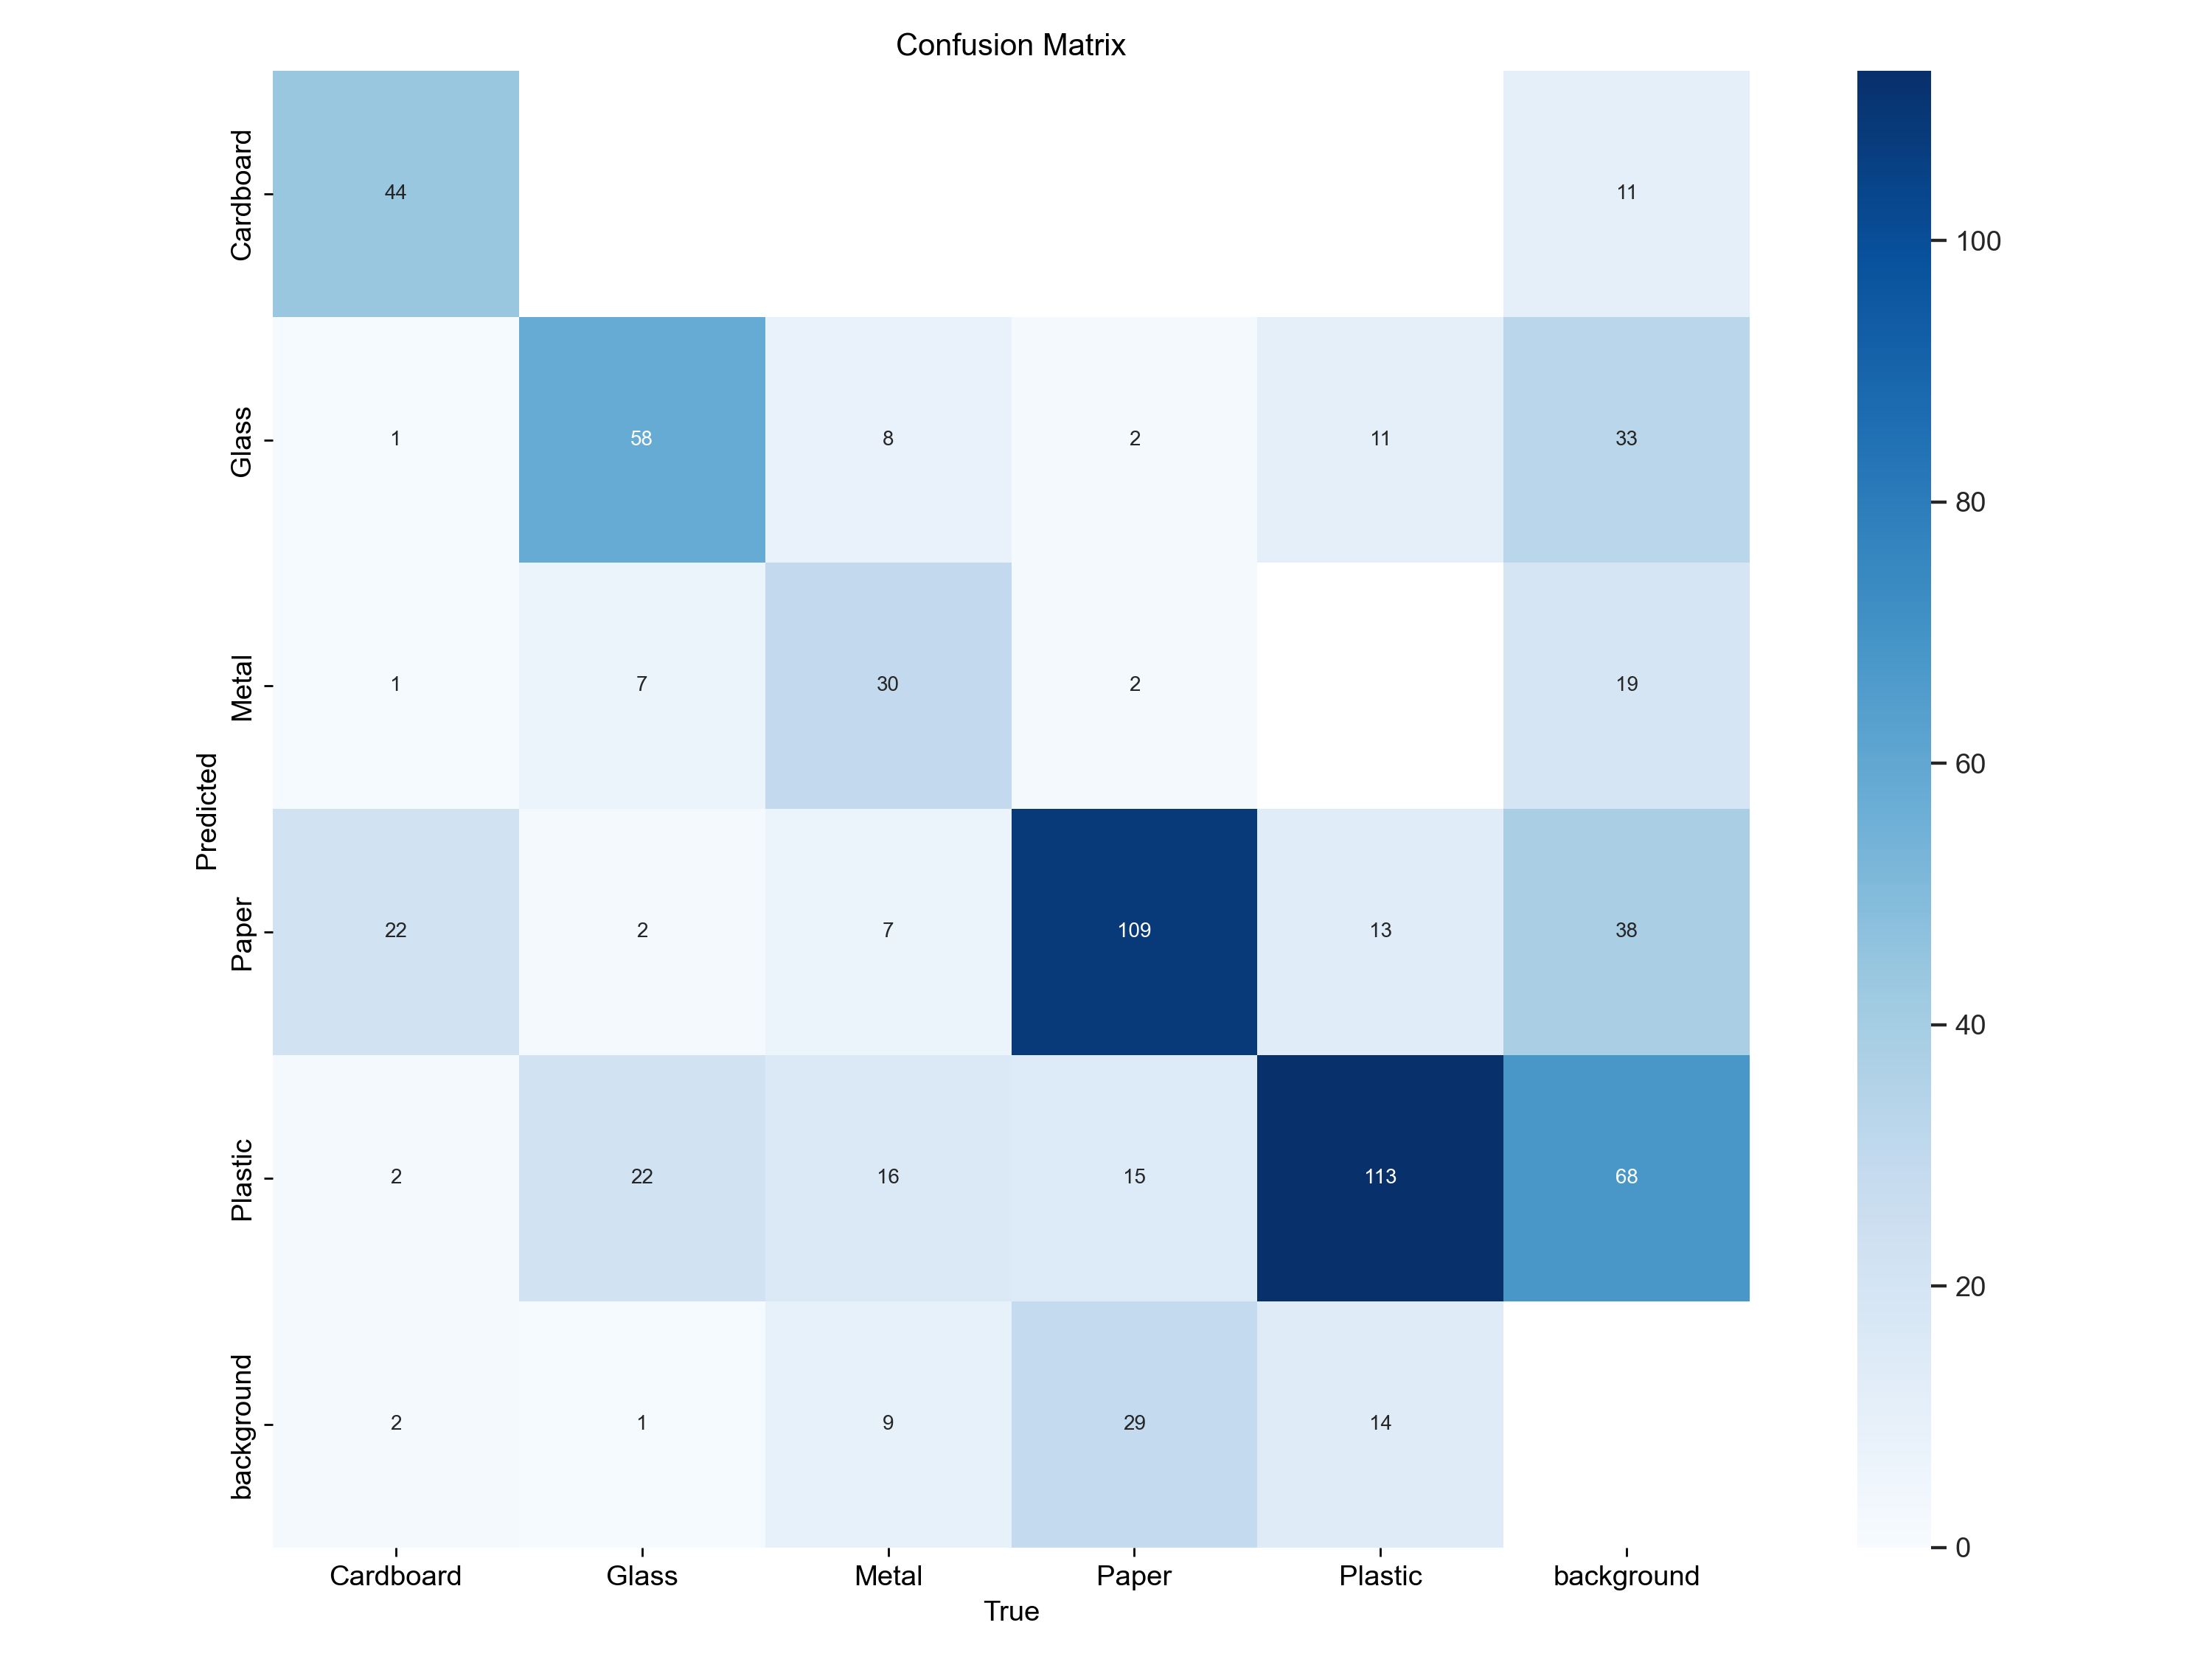 Confusion Matrix
Cardboard
44
11
100
Glass
1
58
8
2
11
33
80
Metal
1
7
30
2
19
60
Predicted
Paper
22
2
7
109
13
38
40
Plastic
2
22
16
15
113
68
20
background
2
1
9
29
14
0
Cardboard
Glass
Metal
Paper
Plastic
background
True